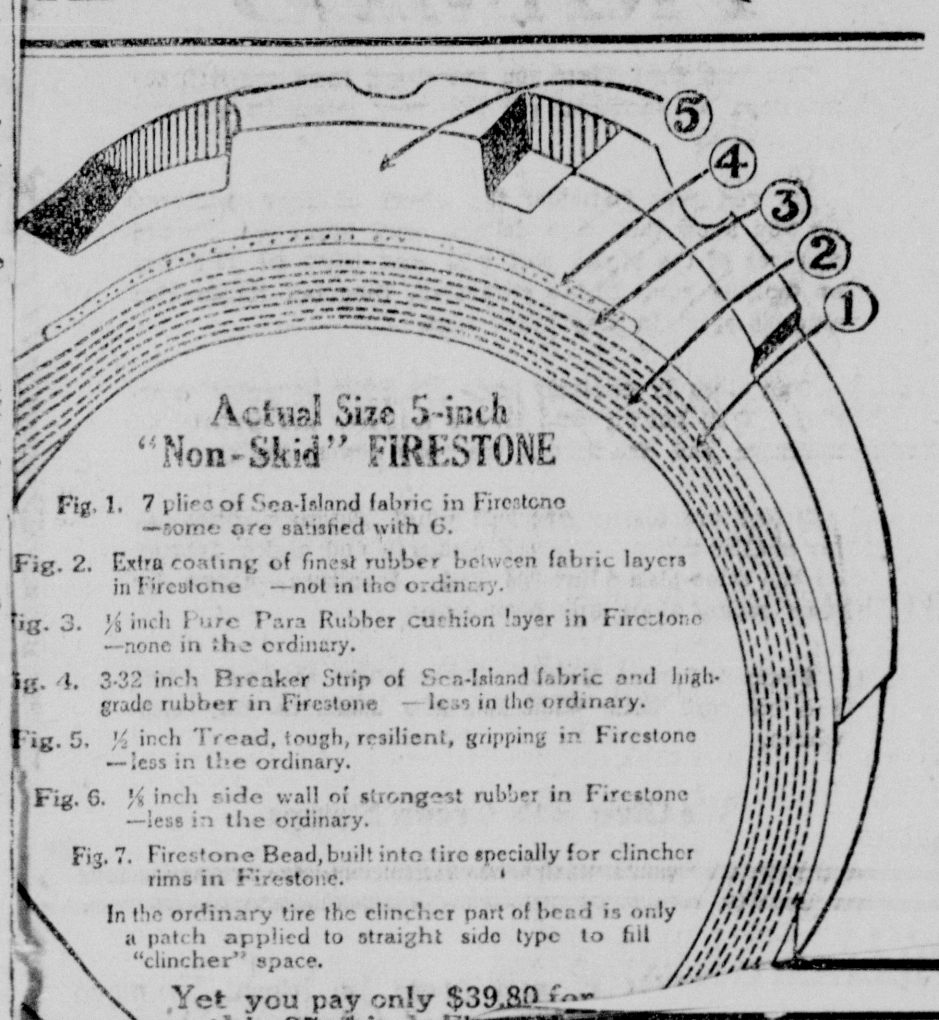 5
4
3
2
1
Actual Size 5-inch
"Non-Skid" FIRESTONE
Fig. 1. 7 plies of Sea-Island fabric in Firestone
—some are satisfied with 6.
Fig. 2. Extra coating of finest rubber between fabric layers
in Firestone —not in the ordinary.
ig. 3. ⅛ inch Pure Para Rubber cushion layer in Firestone
—none in the ordinary.
ig. 4. 3-32 inch Breaker Strip of Sea-Island fabric and high-
grade rubber in Firestone —less in the ordinary.
Fig. 5. ½ inch Tread, tough, resilient, gripping in Firestone
—less in the ordinary.
Fig. 6. ⅛ inch side wall of strongest rubber in Firestone
—less in the ordinary.
Fig. 7. Firestone Bead, built into tire specially for clincher
rims in Firestone.
In the ordinary tire the clincher part of bead is only
a patch applied to straight side type to fill
"clincher" space.
Yet you pay only $39.80 for